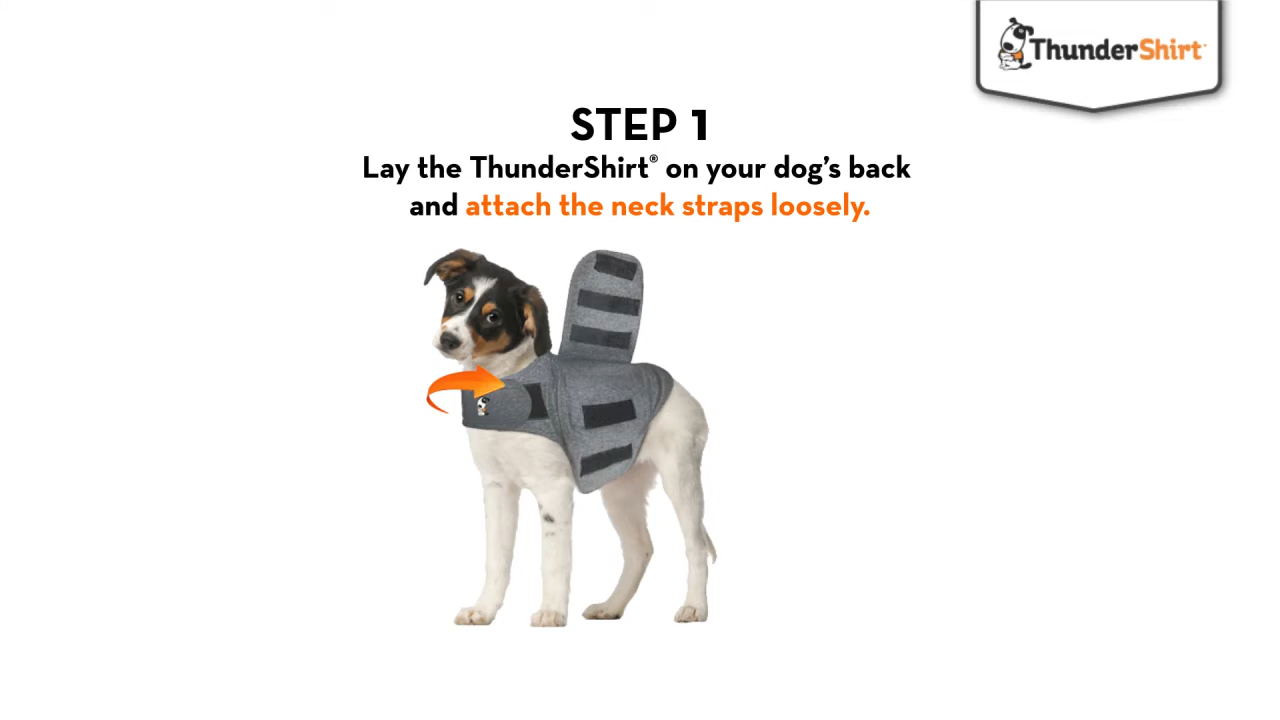 ThunderShirt
STEP 1
Lay the ThunderShirt® on your dog’s back
and attach the neck straps loosely.